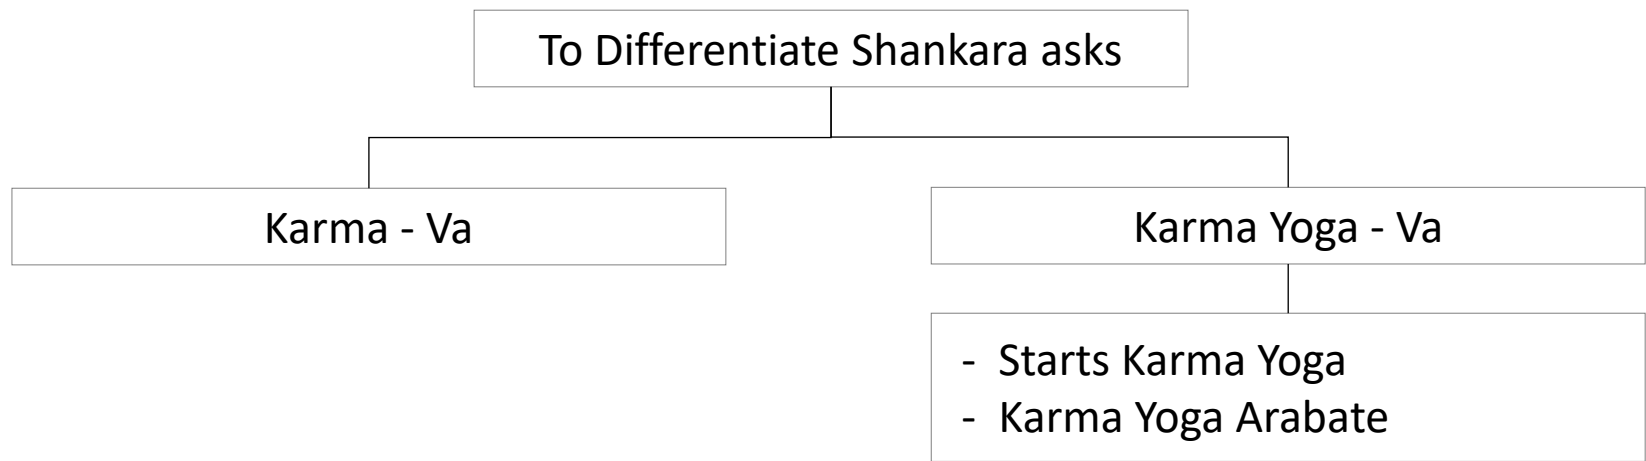 To Differentiate Shankara asks
Karma - Va
Karma Yoga - Va
- Starts Karma Yoga
- Karma Yoga Arabate